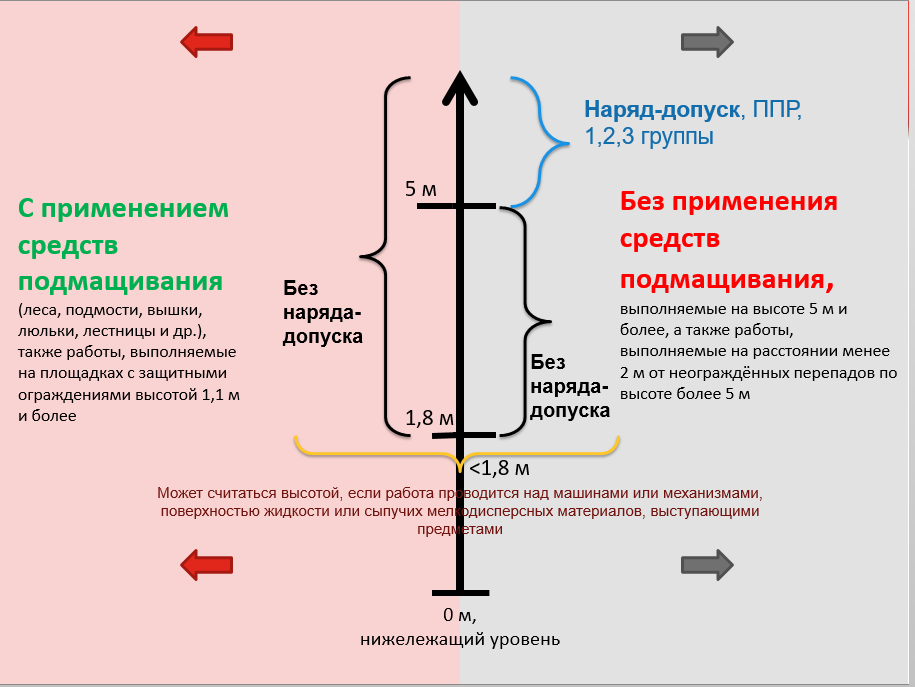 Наряд-допуск, ППР,
1,2,3 группы
5 м
С применением
средств
подмащивания
(леса, подмости, вышки,
люльки, лестницы и др.),
также работы, выполняемые
на площадках с защитными
ограждениями высотой 1,1 м
и более
Без
наряда-
допуска
Без применения
средств
подмащивания,
выполняемые на высоте 5 м и
более, а также работы,
выполняемые на расстоянии менее
2 м от неограждённых перепадов по
высоте более 5 м
Без
наряда-
допуска
1,8 м
<1,8 м
Может считаться высотой, если работа проводится над машинами или механизмами,
поверхностью жидкости или сыпучих мелкодисперсных материалов, выступающими
предметами
0 м,
нижележащий уровень